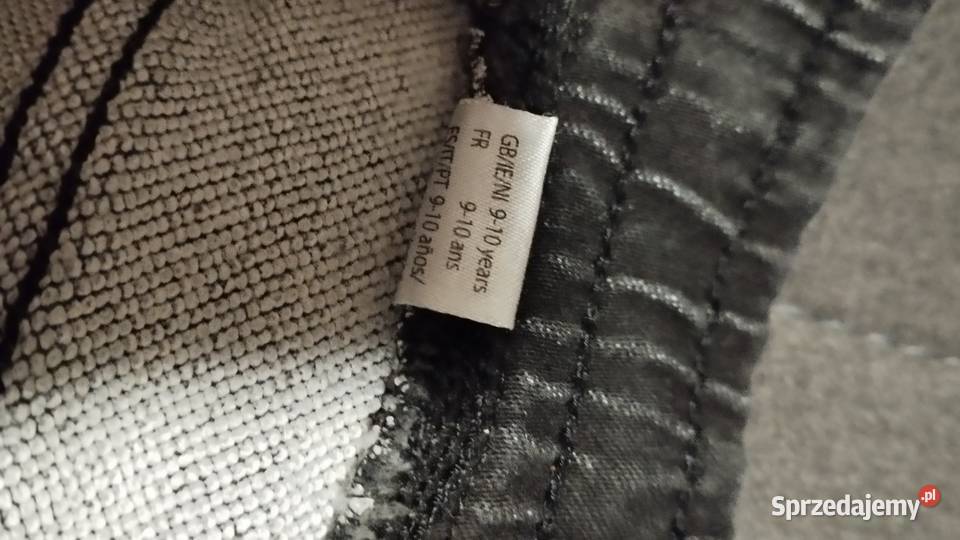 GB/IE/NI 9-10 years
FR 9-10 ans
ES/IT/PT 9-10 años/
Sprzedajemy.pl